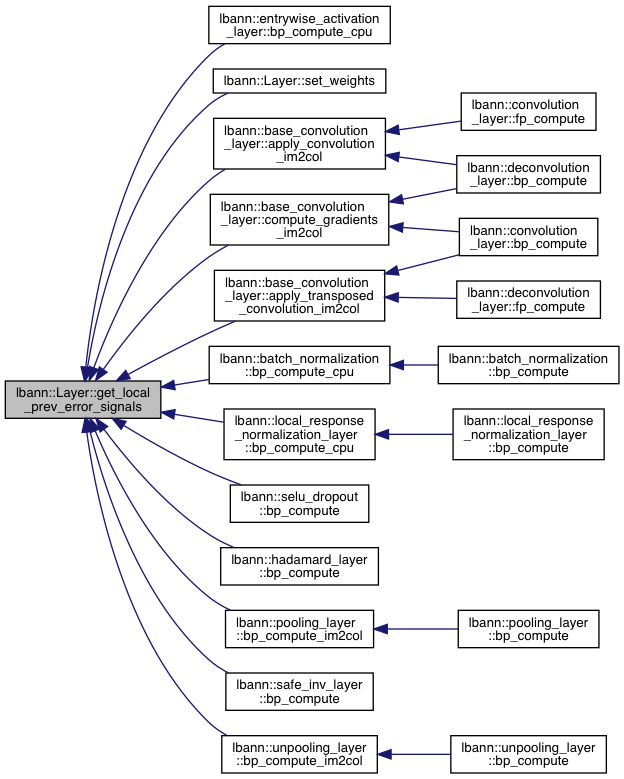 lbann::entrywise_activation
_layer::bp_compute_cpu
lbann::Layer::set_weights
lbann::base_convolution
_layer::apply_convolution
_im2col
lbann::convolution
_layer::fp_compute
lbann::deconvolution
_layer::bp_compute
lbann::base_convolution
_layer::compute_gradients
_im2col
lbann::convolution
_layer::bp_compute
lbann::base_convolution
_layer::apply_transposed
_convolution_im2col
lbann::deconvolution
_layer::fp_compute
lbann::batch_normalization
::bp_compute_cpu
lbann::batch_normalization
::bp_compute
lbann::Layer::get_local
_prev_error_signals
lbann::local_response
_normalization_layer
::bp_compute_cpu
lbann::local_response
_normalization_layer
::bp_compute
lbann::selu_dropout
::bp_compute
lbann::hadamard_layer
::bp_compute
lbann::pooling_layer
::bp_compute_im2col
lbann::pooling_layer
::bp_compute
lbann::safe_inv_layer
::bp_compute
lbann::unpooling_layer
::bp_compute_im2col
lbann::unpooling_layer
::bp_compute